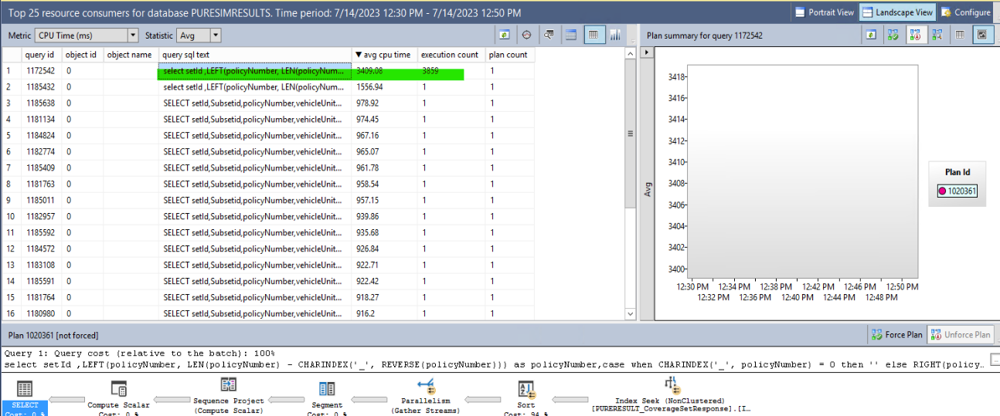 Top 25 resource consumers for database PURESIMRESULTS. Time period: 7/14/2023 12:30 PM - 7/14/2023 12:50 PM
Portrait View Landscape View Configure
Metric CPU Time (ms) Statistic Avg
Plan summary for query 1172542
query id object id object name query sql text avg cpu time execution count plan count
1 1172542 0 select setId ,LEFT(policyNumber, LEN(policyNum... 3409.08 3859 1
2 1185432 0 select setId ,LEFT(policyNumber, LEN(policyNum... 1556.94 1 1
3 1185638 0 SELECT setId,Subsetid,policyNumber,vehicleUnit... 978.92 1 1
4 1181134 0 SELECT setId,Subsetid,policyNumber,vehicleUnit... 974.45 1 1
5 1184824 0 SELECT setId,Subsetid,policyNumber,vehicleUnit... 967.16 1 1
6 1182774 0 SELECT setId,Subsetid,policyNumber,vehicleUnit... 965.07 1 1
7 1185409 0 SELECT setId,Subsetid,policyNumber,vehicleUnit... 961.78 1 1
8 1181763 0 SELECT setId,Subsetid,policyNumber,vehicleUnit... 958.54 1 1
9 1185011 0 SELECT setId,Subsetid,policyNumber,vehicleUnit... 957.15 1 1
10 1182957 0 SELECT setId,Subsetid,policyNumber,vehicleUnit... 939.86 1 1
11 1185592 0 SELECT setId,Subsetid,policyNumber,vehicleUnit... 935.68 1 1
12 1184572 0 SELECT setId,Subsetid,policyNumber,vehicleUnit... 926.84 1 1
13 1183108 0 SELECT setId,Subsetid,policyNumber,vehicleUnit... 922.71 1 1
14 1185591 0 SELECT setId,Subsetid,policyNumber,vehicleUnit... 922.42 1 1
15 1181764 0 SELECT setId,Subsetid,policyNumber,vehicleUnit... 918.27 1 1
16 1180980 0 SELECT setId,Subsetid,policyNumber,vehicleUnit... 916.2 1 1
Avg
3418
3416
3414
3412
3410
3408
3406
3404
3402
3400
12:30 PM 12:34 PM 12:38 PM 12:42 PM 12:46 PM 12:50 PM
12:32 PM 12:36 PM 12:40 PM 12:44 PM 12:48 PM
Plan Id
1020361
Plan 1020361 [not forced]
Force Plan Unforce Plan
Query 1: Query cost (relative to the batch): 100%
select setId ,LEFT(policyNumber, LEN(policyNumber) - CHARINDEX('_', REVERSE(policyNumber))) as policyNumber,case when CHARINDEX('_', policyNumber) = 0 then '' else RIGHT(policy...
SELECT
Cost: 0 %
Compute Scalar
Cost: 0 %
Sequence Project
(Compute Scalar)
Segment
Cost: 0 %
Parallelism
(Gather Streams)
Sort
Cost: 94 %
Index Seek (NonClustered)
[PURERESULT_CoverageSetResponse].[I...